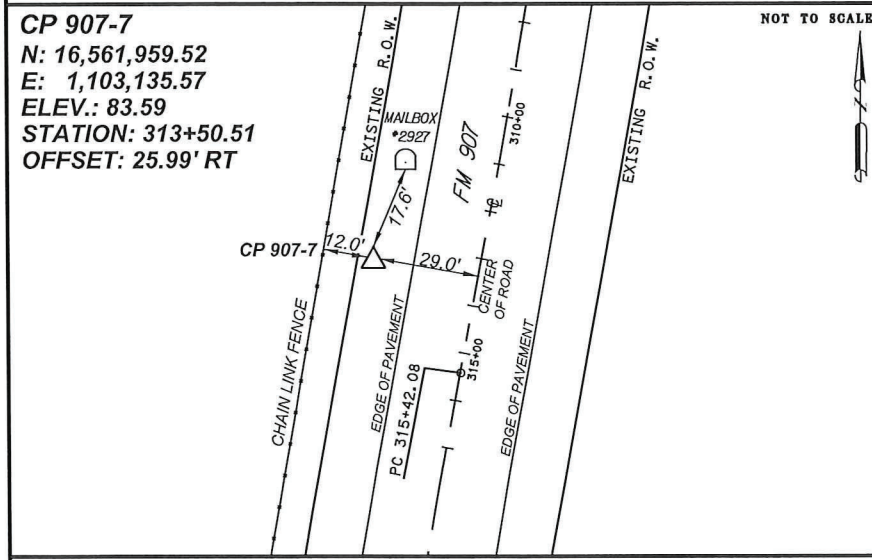 CP 907-7
N: 16,561,959.52
E: 1,103,135.57
ELEV.: 83.59
STATION: 313+50.51
OFFSET: 25.99' RT
NOT TO SCALE
N
EXISTING R.O.W.
MAILBOX
#2927
FM 907
310+00
EXISTING R.O.W.
17.6'
CP 907-7
12.0'
29.0'
CENTER
OF ROAD
CHAIN LINK FENCE
EDGE OF PAVEMENT
315+00
EDGE OF PAVEMENT
PC 315+42.08